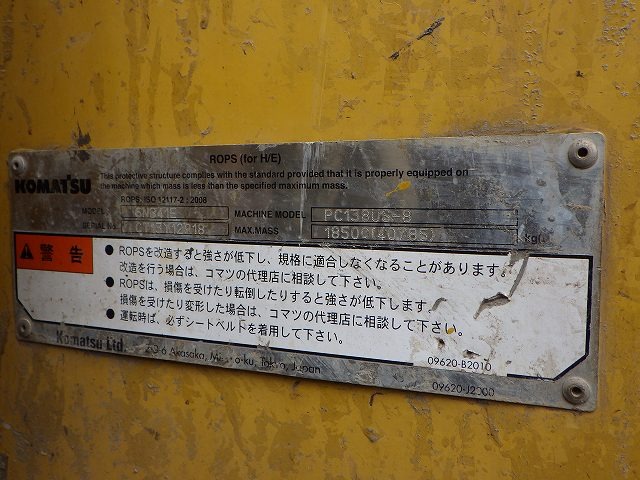 ROPS (for H/E)
KOMATSU
This protective structure complies with the standard provided that it is properly equipped on
the machine which mass is less than the specified maximum mass.
ROPS: ISO 12117-2 : 2008
MODEL MACHINE MODEL PC138US-8
SERIAL No. MAX.MASS kg
警告
● ROPSを改造すると強さが低下し、規格に適合しなくなることがあります。
改造を行う場合は、コマツの代理店に相談して下さい。
● ROPSは、損傷を受けたり転倒したりすると強さが低下します。
損傷を受けたり変形した場合は、コマツの代理店に相談して下さい。
● 運転時は、必ずシートベルトを着用して下さい。
09620-B2010
Komatsu Ltd. Akasaka, Tokyo, Japan
09620-J2000